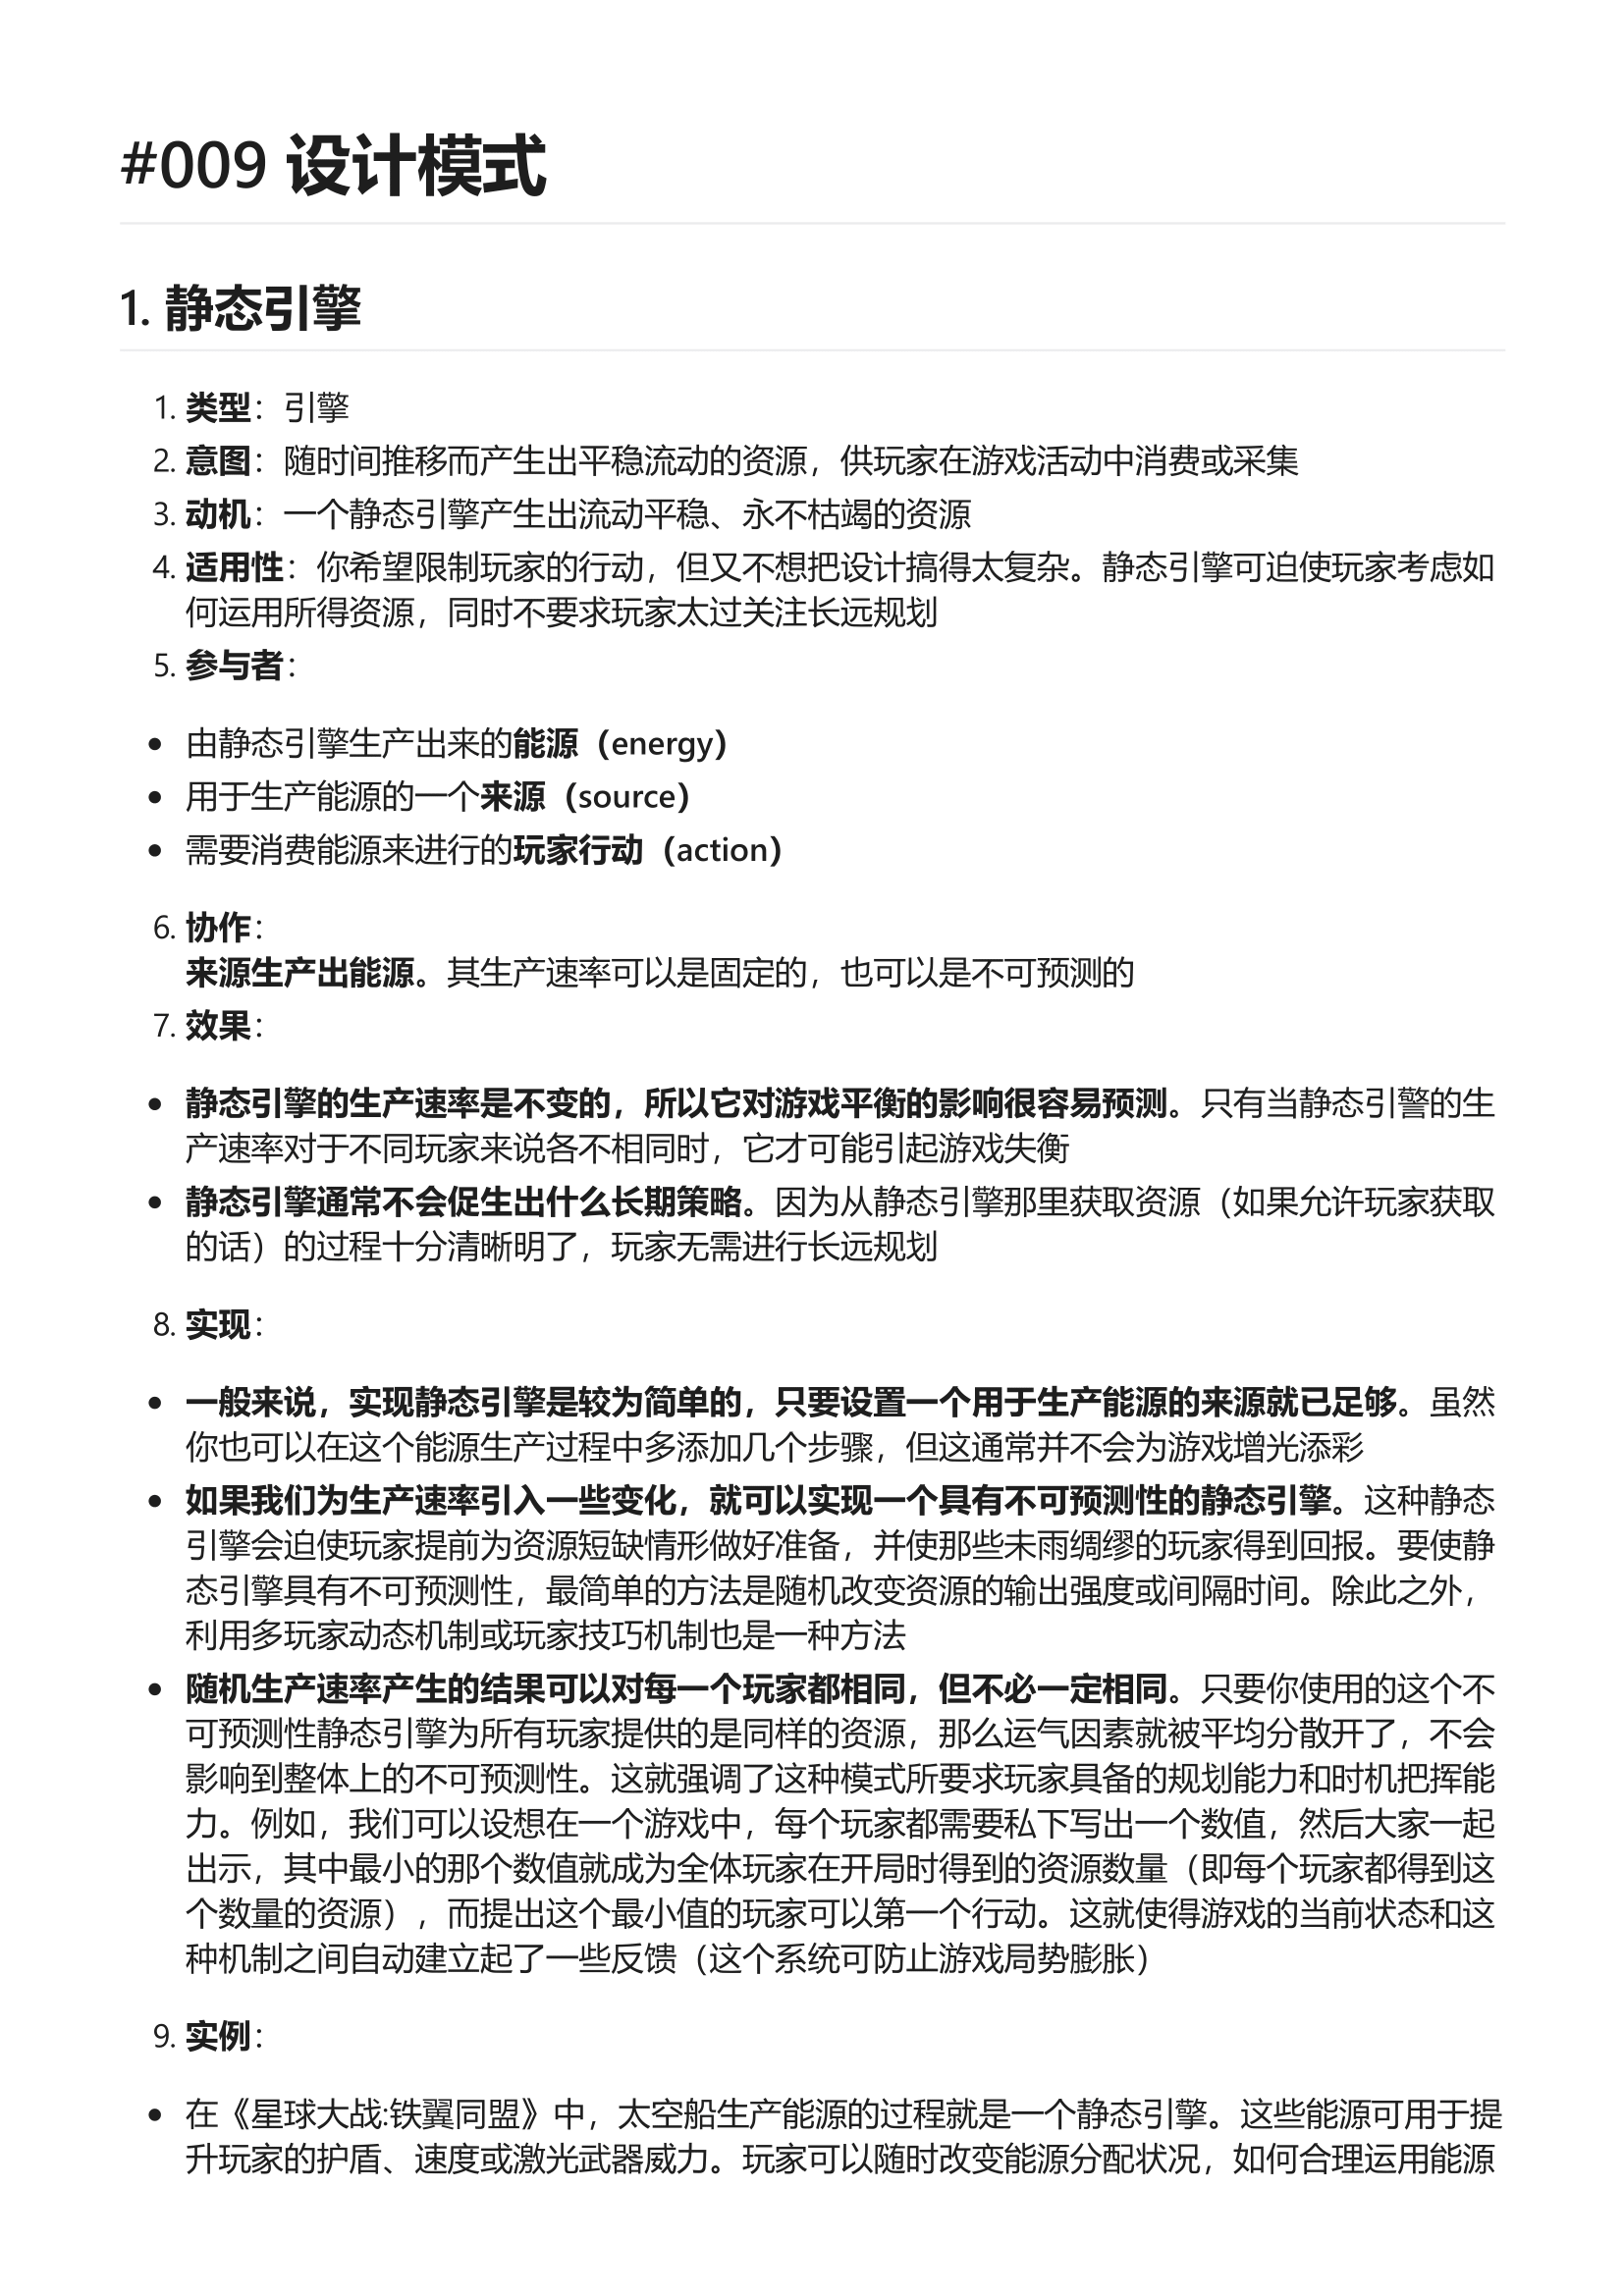 #009 设计模式
1. 静态引擎
1. 类型：引擎
2. 意图：随时间推移而产生出平稳流动的资源，供玩家在游戏活动中消费或采集
3. 动机：一个静态引擎产生出流动平稳、永不枯竭的资源
4. 适用性：你希望限制玩家的行动，但又不想把设计搞得太复杂。静态引擎可迫使玩家考虑如
何运用所得资源，同时不要求玩家太过关注长远规划
5. 参与者：
• 由静态引擎生产出来的能源（energy）
• 用于生产能源的一个来源（source）
• 需要消费能源来进行的玩家行动（action）
6. 协作：
来源生产出能源。其生产速率可以是固定的，也可以是不可预测的
7. 效果：
• 静态引擎的生产速率是不变的，所以它对游戏平衡的影响很容易预测。只有当静态引警的生
产速率对于不同玩家来说各不相同时，它才可能引起游戏失衡
• 静态引擎通常不会促生出什么长期策略。因为从静态引擎那里获取资源（如果允许玩家获取
的话）的过程十分清晰明了，玩家无需进行长远规划
8. 实现：
• 一般来说，实现静态引擎是较为简单的，只要设置一个用于生产能源的来源就已足够。虽然
你也可以在这个能源生产过程中多添加几个步骤，但这通常并不会为游戏增光添彩
• 如果我们为生产速率引入一些变化，就可以实现一个具有不可预测性的静态引擎。这种静态
引擎会迫使玩家提前为资源短缺情形做好准备，并使那些未雨绸缪的玩家得到回报。要使静
态引擎具有不可预测性，最简单的方法是随机改变资源的输出强度或间隔时间。除此之外，
利用多玩家动态机制或玩家技巧机制也是一种方法
• 随机生产速率产生的结果可以对每一个玩家都相同，但不必一定相同。只要你使用的这个不
可预测性静态引擎为所有玩家提供的是同样的资源，那么运气因素就被平均分散开了，不会
影响到整体上的不可预测性。这就强调了这种模式所要求玩家具备的规划能力和时机把挥能
力。例如，我们可以设想在一个游戏中，每个玩家都需要私下写出一个数值，然后大家一起
出示，其中最小的那个数值就成为全体玩家在开局时得到的资源数量（即每个玩家都得到这
个数量的资源），而提出这个最小值的玩家可以第一个行动。这就使得游戏的当前状态和这
种机制之间自动建立起了一些反馈（这个系统可防止游戏局势膨胀）
9. 实例：
• 在《星球大战:铁翼同盟》中，太空船生产能源的过程就是一个静态引擎。这些能源可用于提
升玩家的护盾、速度或激光武器威力。玩家可以随时改变能源分配状况，如何合理运用能源